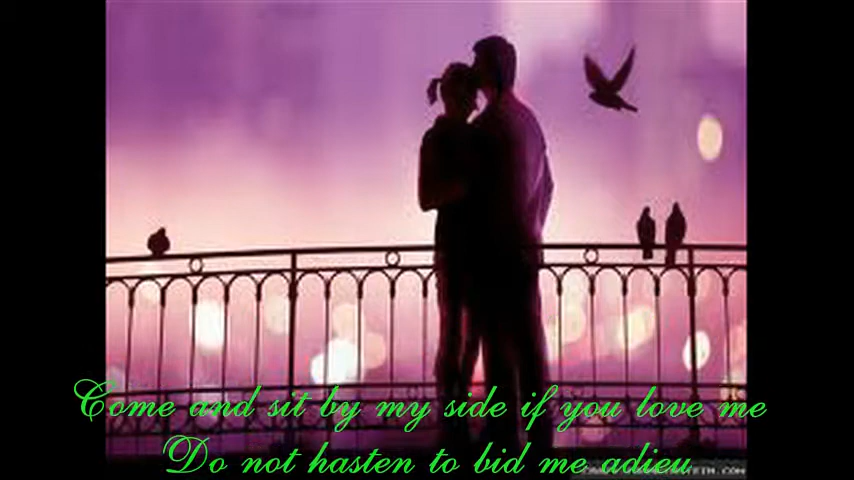 Come and sit by my side if you love me
Do not hasten to bid me adieu